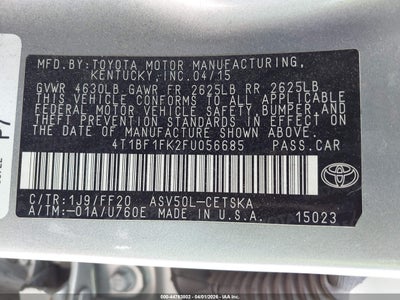 MFD.BY: TOYOTA MOTOR MANUFACTURING,
KENTUCKY, INC. 04/15
GVWR 4630LB GAWR FR 2625LB RR 2625LB
THIS VEHICLE CONFORMS TO ALL APPLICABLE
FEDERAL MOTOR VEHICLE SAFETY, BUMPER, AND
THEFT PREVENTION STANDARDS IN EFFECT ON
THE DATE OF MANUFACTURE SHOWN ABOVE.
4T1BF1FK2FU056685 PASS.CAR
C/TR:1J9/FF20 ASV50L-CETSKA
A/TM:-01A/U760E MADE IN U.S.A.
TOYOTA
15023
000-44763802 - 04/01/2026 - IAA